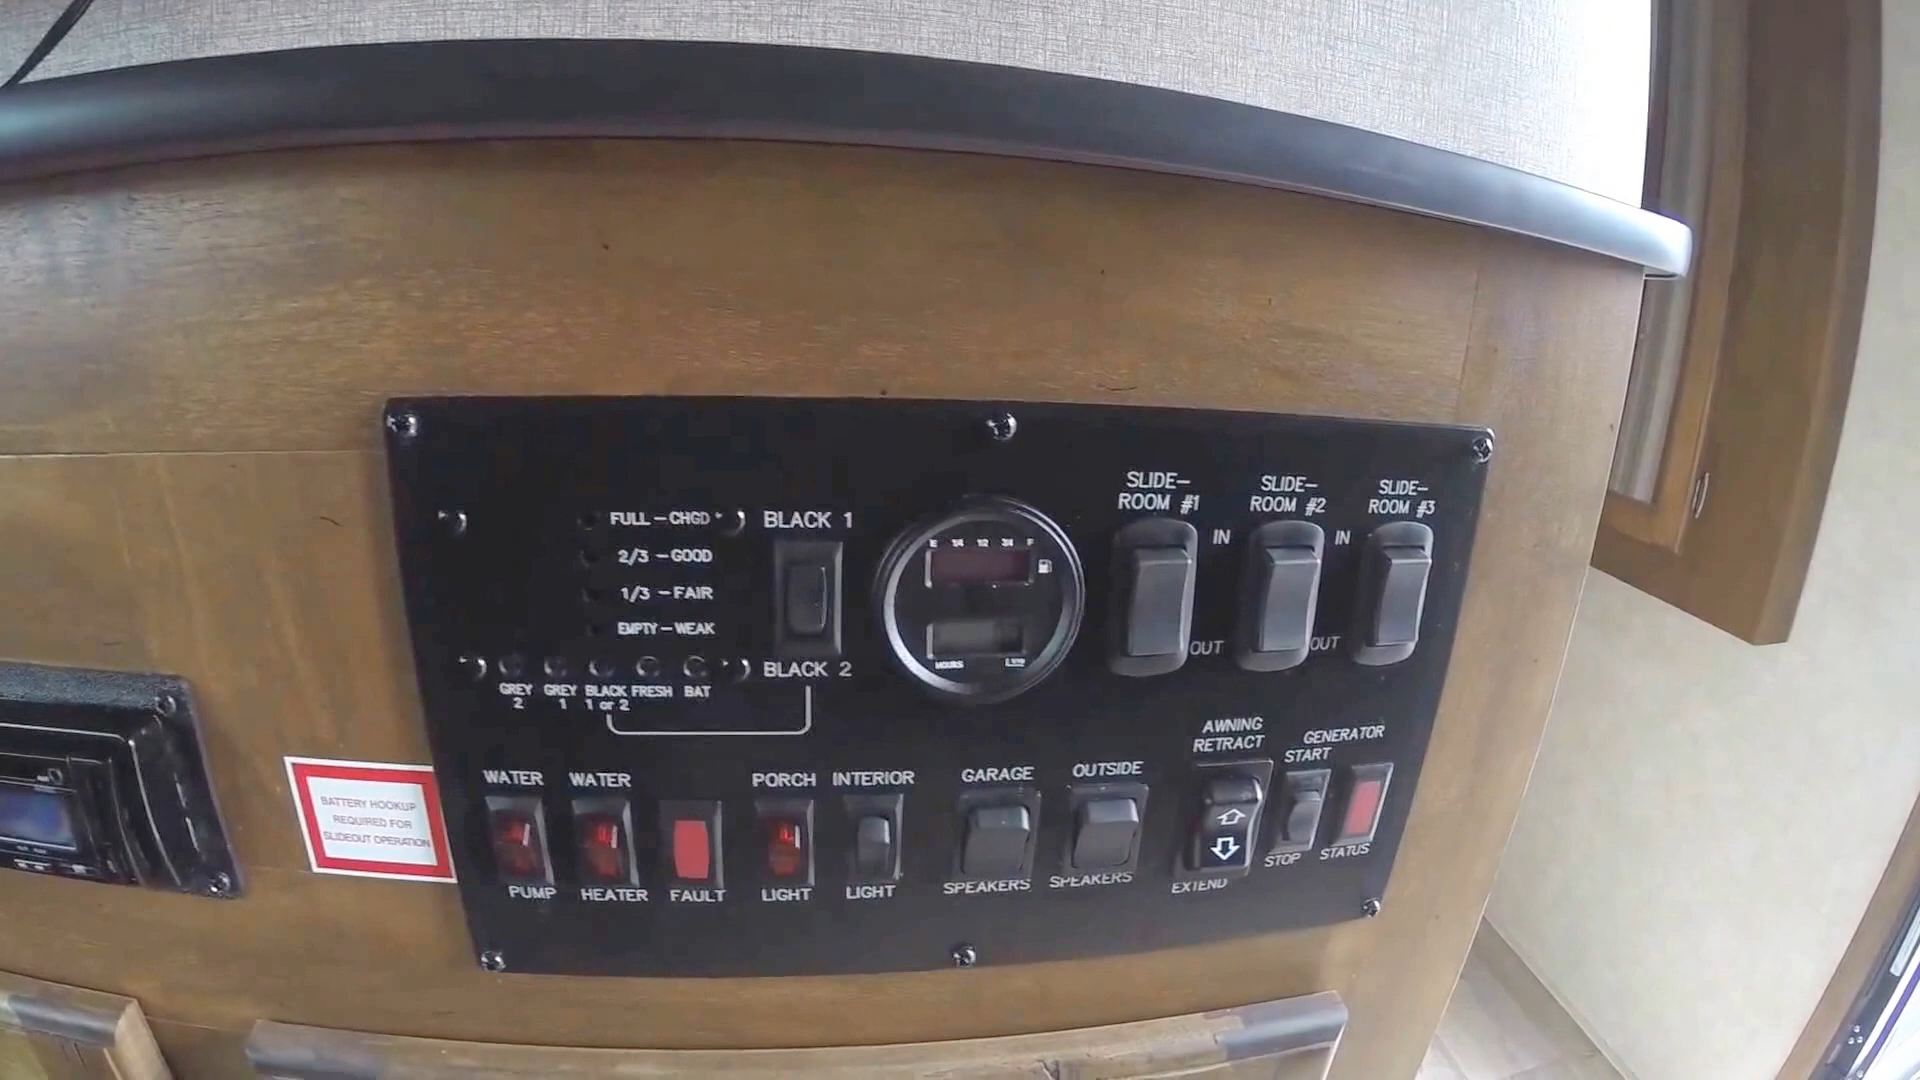 SLIDE-
ROOM #1
SLIDE-
ROOM #2
SLIDE-
ROOM #3
IN
IN
OUT
OUT
FULL - CHGD
2/3 - GOOD
1/3 - FAIR
EMPTY - WEAK
BLACK 1
BLACK 2
E 1/4 1/2 3/4 F
HOURS
GREY
2
GREY
1
BLACK
1 or 2
FRESH
BAT
AWNING
RETRACT
EXTEND
GENERATOR
START
STOP
STATUS
WATER
PUMP
WATER
HEATER
FAULT
PORCH
LIGHT
INTERIOR
LIGHT
GARAGE
SPEAKERS
OUTSIDE
SPEAKERS
BATTERY HOOKUP
REQUIRED FOR
SLIDEOUT OPERATION